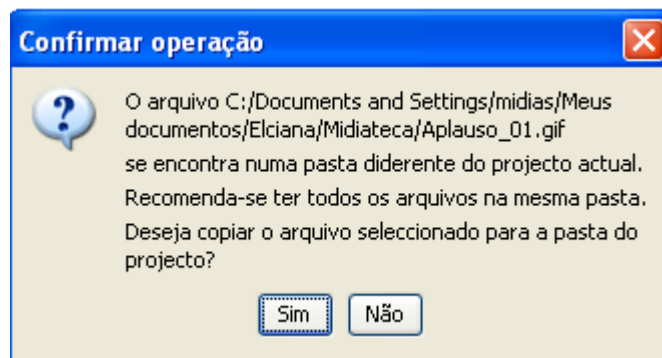 Confirmar operação
O arquivo C:/Documents and Settings/midias/Meus
documentos/Elciana/Midiateca/Aplauso_01.gif
se encontra numa pasta diderente do projecto actual.
Recomenda-se ter todos os arquivos na mesma pasta.
Deseja copiar o arquivo seleccionado para a pasta do
projecto?
Sim Não